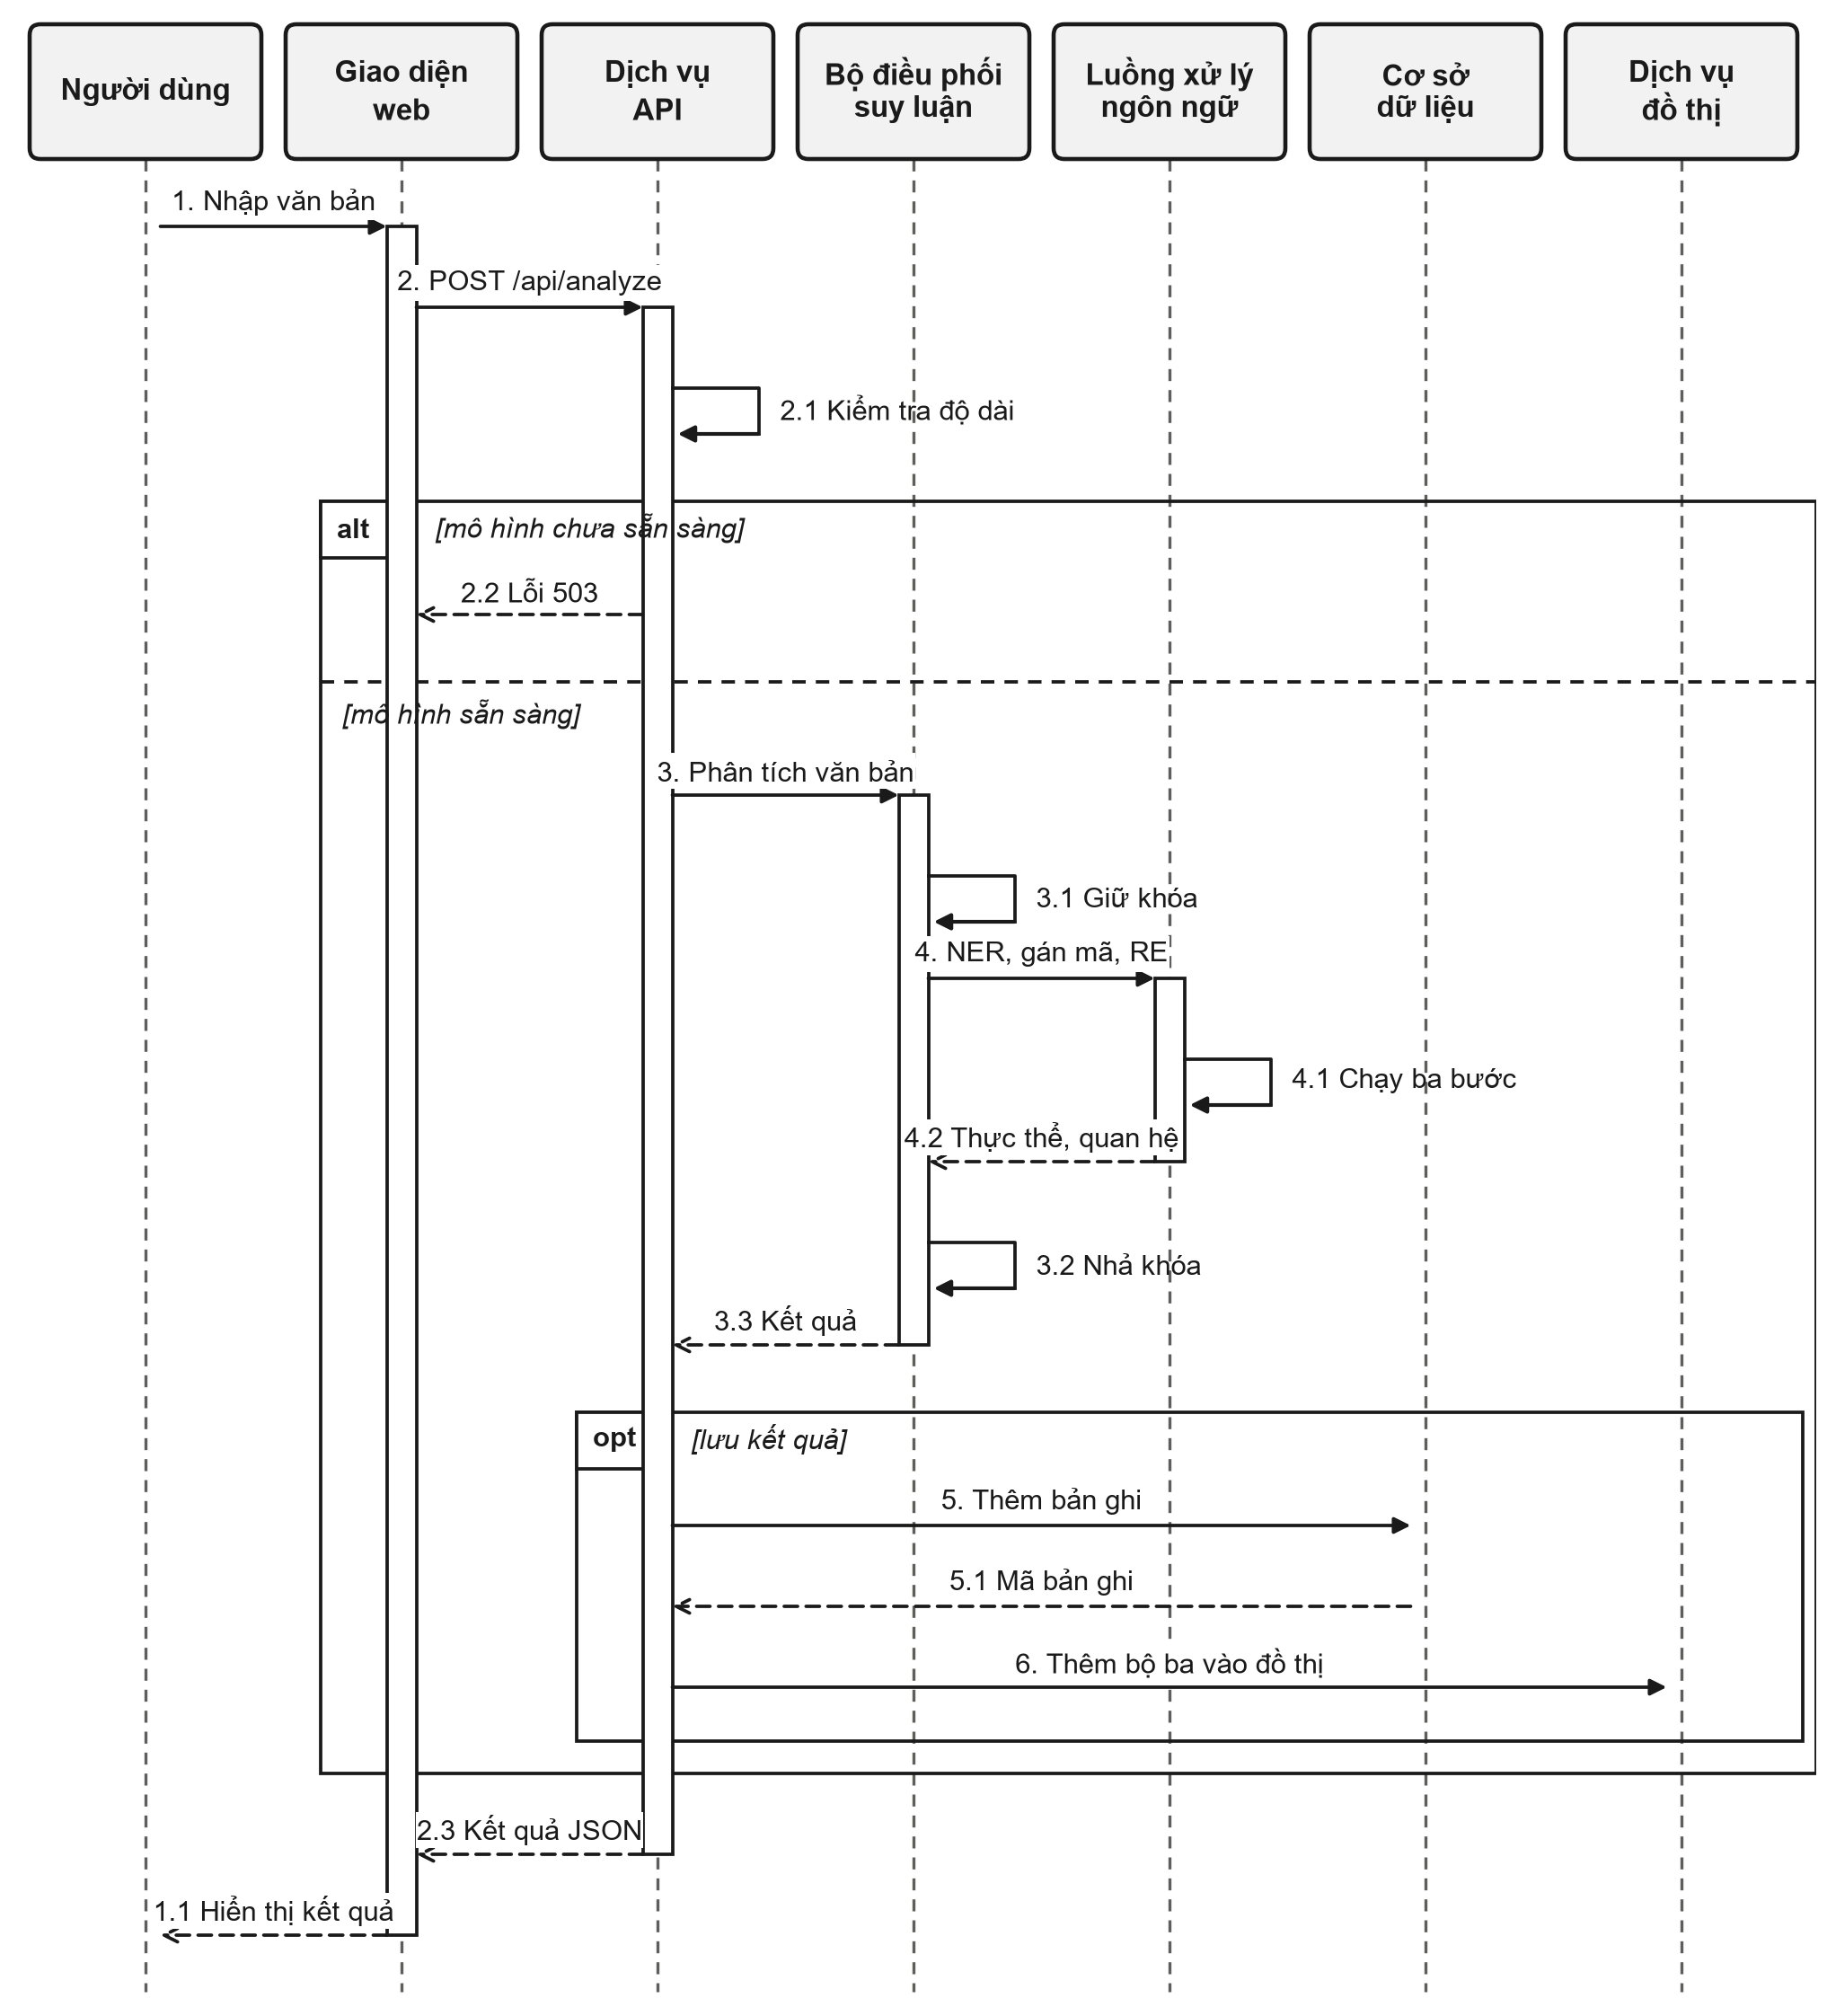 Người dùng
Giao diện
web
Dịch vụ
API
Bộ điều phối
suy luận
Luồng xử lý
ngôn ngữ
Cơ sở
dữ liệu
Dịch vụ
đồ thị
1. Nhập văn bản
2. POST /api/analyze
2.1 Kiểm tra độ dài
alt
[mô hình chưa sẵn sàng]
2.2 Lỗi 503
[mô hình sẵn sàng]
3. Phân tích văn bản
3.1 Giữ khóa
4. NER, gán mã, RE
4.1 Chạy ba bước
4.2 Thực thể, quan hệ
3.2 Nhả khóa
3.3 Kết quả
opt
[lưu kết quả]
5. Thêm bản ghi
5.1 Mã bản ghi
6. Thêm bộ ba vào đồ thị
2.3 Kết quả JSON
1.1 Hiển thị kết quả